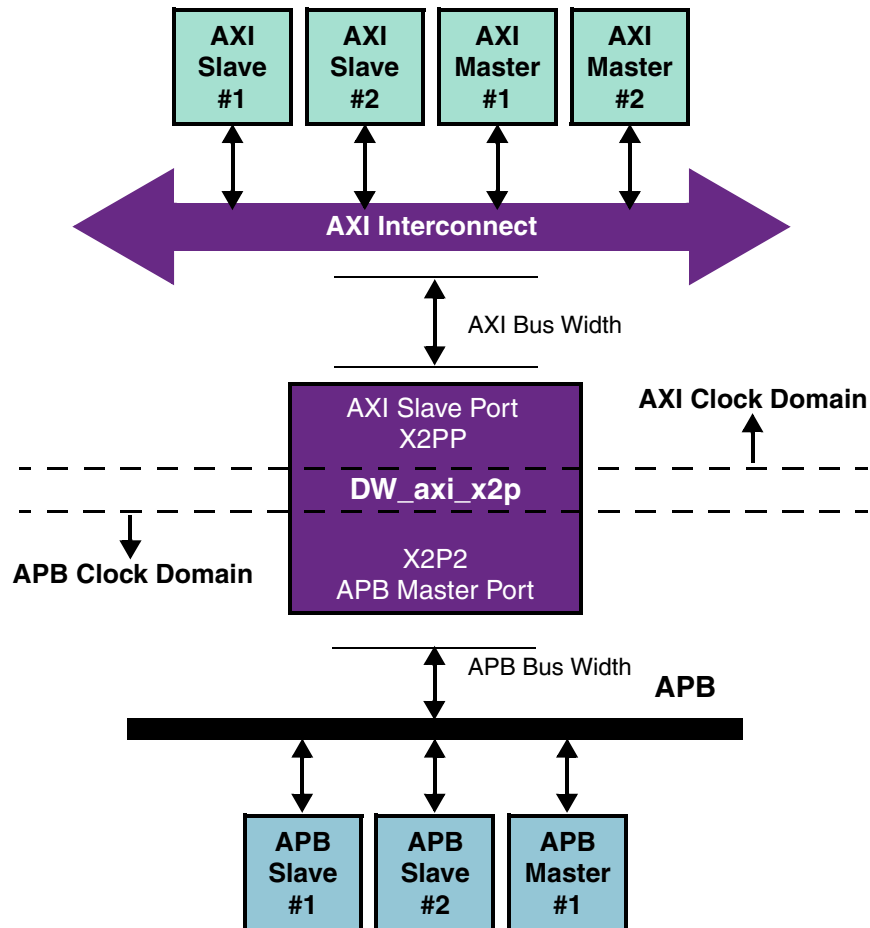 AXI Slave #1
AXI Slave #2
AXI Master #1
AXI Master #2
AXI Interconnect
AXI Bus Width
AXI Slave Port
X2PP
AXI Clock Domain
DW_axi_x2p
APB Clock Domain
X2P2
APB Master Port
APB Bus Width
APB
APB Slave #1
APB Slave #2
APB Master #1